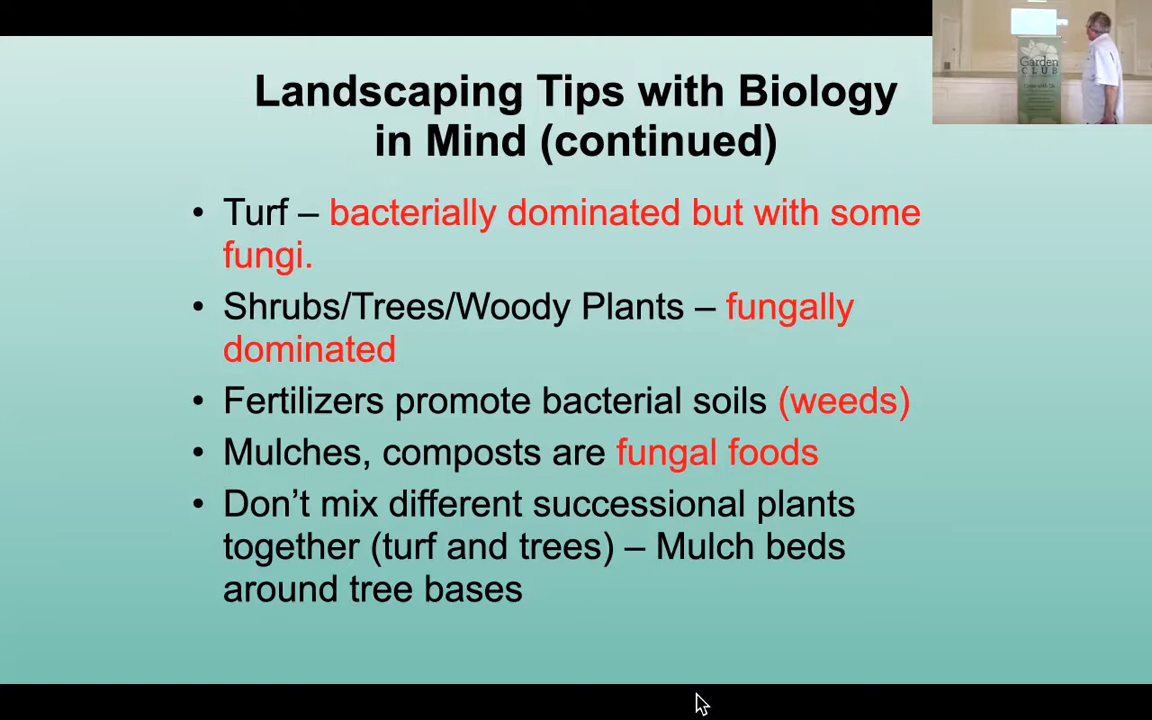 Landscaping Tips with Biology
in Mind (continued)
• Turf – bacterially dominated but with some
fungi.
• Shrubs/Trees/Woody Plants – fungally
dominated
• Fertilizers promote bacterial soils (weeds)
• Mulches, composts are fungal foods
• Don’t mix different successional plants
together (turf and trees) – Mulch beds
around tree bases
Garden
CLUB